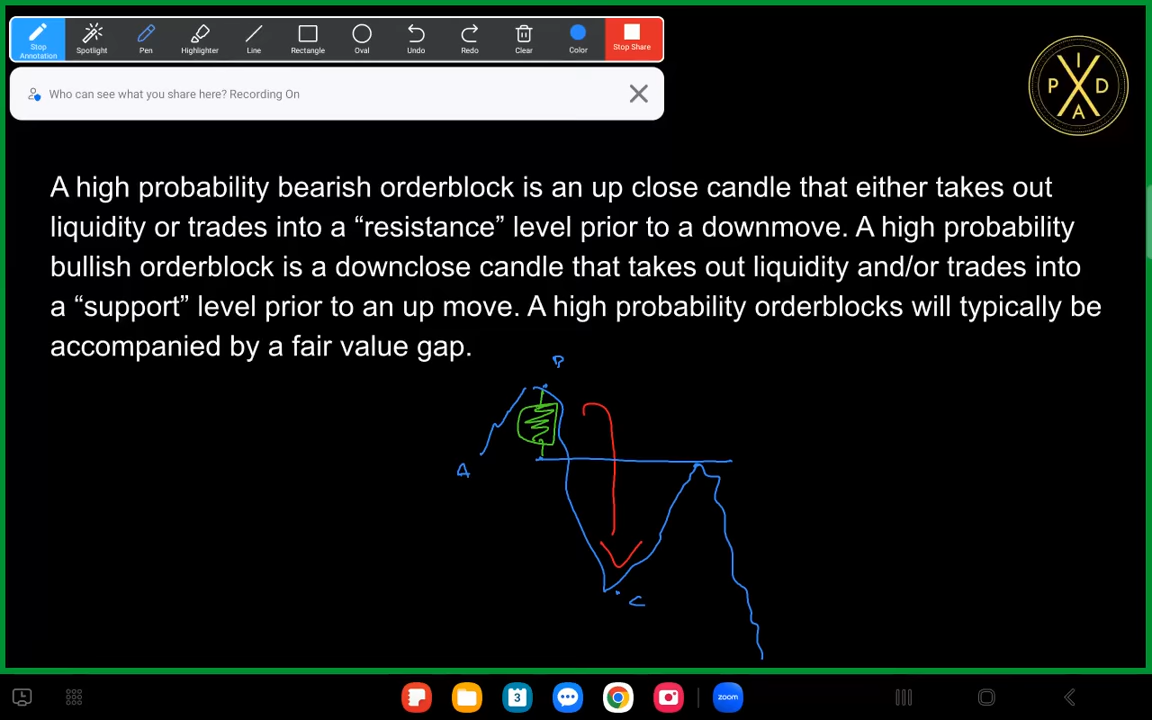 Stop
Annotation
Spotlight
Pen
Highlighter
Line
Rectangle
Oval
Undo
Redo
Clear
Color
Stop Share
Who can see what you share here? Recording On
I
P D
A
A high probability bearish orderblock is an up close candle that either takes out
liquidity or trades into a “resistance” level prior to a downmove. A high probability
bullish orderblock is a downclose candle that takes out liquidity and/or trades into
a “support” level prior to an up move. A high probability orderblocks will typically be
accompanied by a fair value gap.
B
A
C
3
zoom